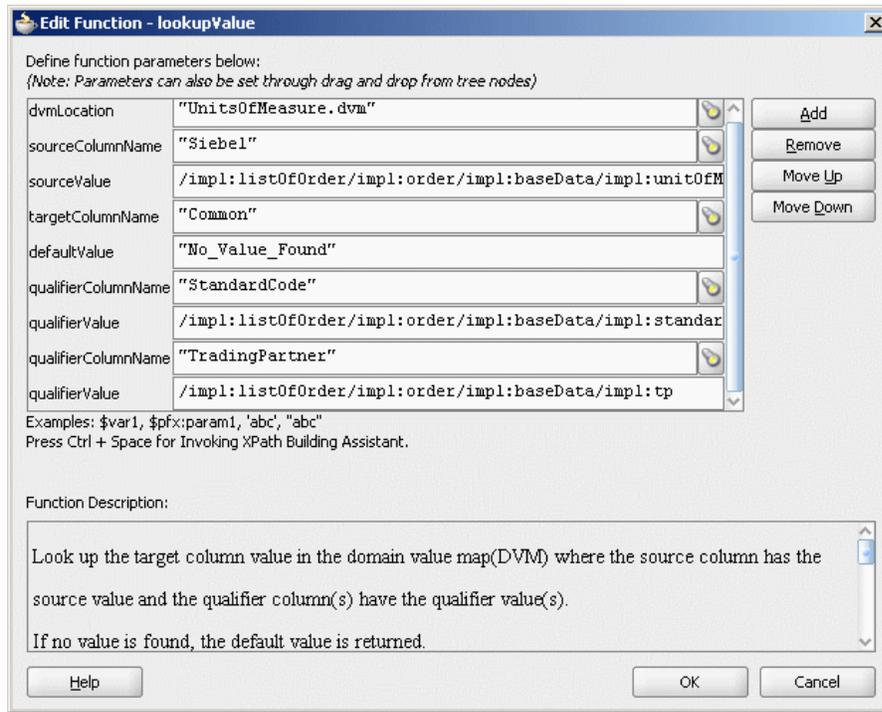 Edit Function - lookupValue
Define function parameters below:
(Note: Parameters can also be set through drag and drop from tree nodes)
dvmLocation "UnitsOfMeasure.dvm"
sourceColumnName "Siebel"
sourceValue /impl:listOfOrder/impl:order/impl:baseData/impl:unitOfM
targetColumnName "Common"
defaultValue "No_Value_Found"
qualifierColumnName "StandardCode"
qualifierValue /impl:listOfOrder/impl:order/impl:baseData/impl:standar
qualifierColumnName "TradingPartner"
qualifierValue /impl:listOfOrder/impl:order/impl:baseData/impl:tp
Add
Remove
Move Up
Move Down
Examples: $var1, $pfx:param1, 'abc', "abc"
Press Ctrl + Space for Invoking XPath Building Assistant.
Function Description:
Look up the target column value in the domain value map(DVM) where the source column has the
source value and the qualifier column(s) have the qualifier value(s).
If no value is found, the default value is returned.
Help
OK
Cancel